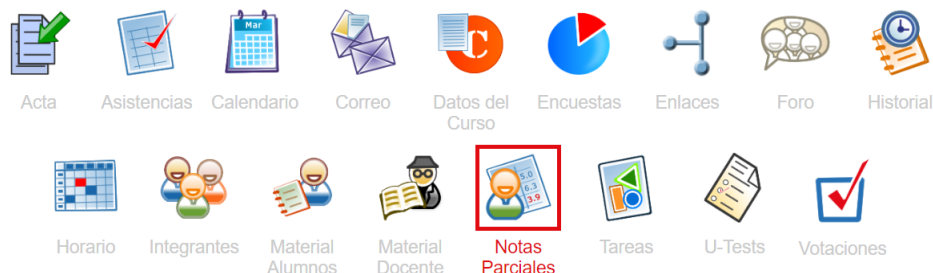 Mar
C
Acta Asistencias Calendario Correo Datos del Encuestas Enlaces Foro Historial
Curso
5.0
6.3
3.9
Horario Integrantes Material Material Notas Tareas U-Tests Votaciones
Alumnos Docente Parciales